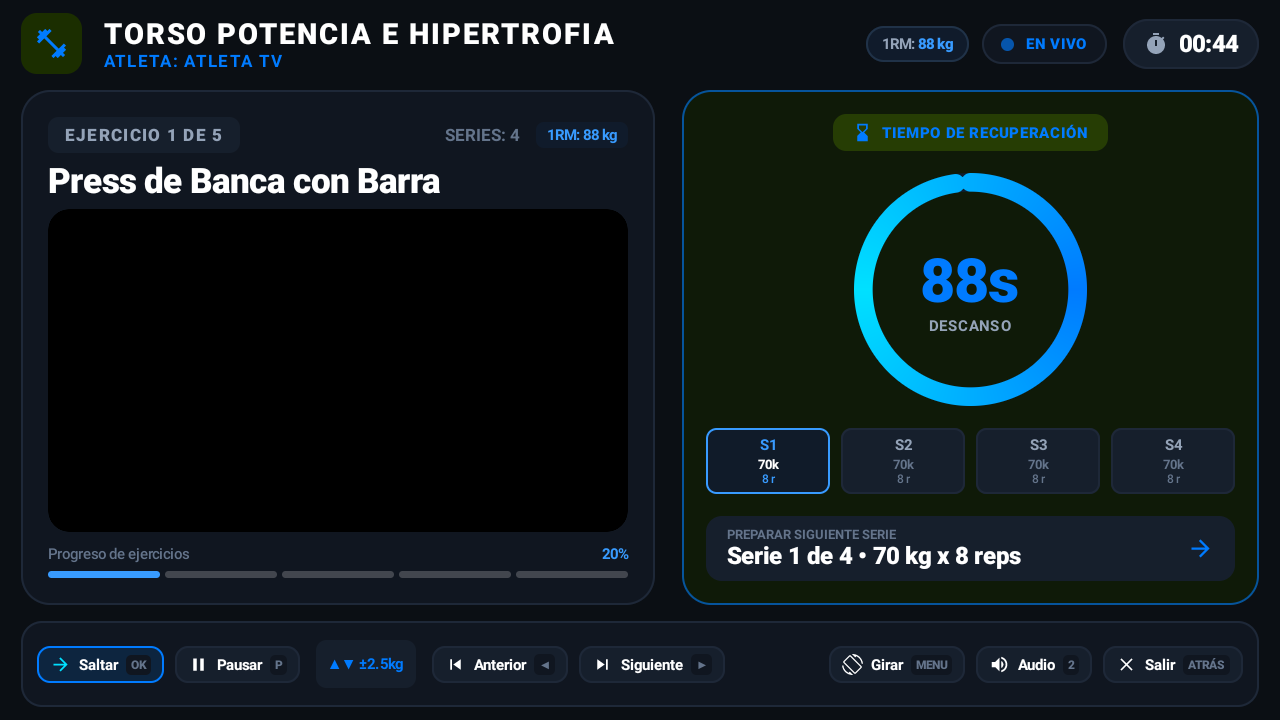 TORSO POTENCIA E HIPERTROFIA
ATLETA: ATLETA TV
1RM: 88 kg
EN VIVO
00:44
EJERCICIO 1 DE 5
SERIES: 4
1RM: 88 kg
Press de Banca con Barra
Progreso de ejercicios
20%
TIEMPO DE RECUPERACIÓN
88s
DESCANSO
S1
70k
8 r
S2
70k
8 r
S3
70k
8 r
S4
70k
8 r
PREPARAR SIGUIENTE SERIE
Serie 1 de 4 • 70 kg x 8 reps
Saltar OK
Pausar P
▲▼ ±2.5kg
Anterior ◄
Siguiente ►
Girar MENU
Audio 2
Salir ATRÁS